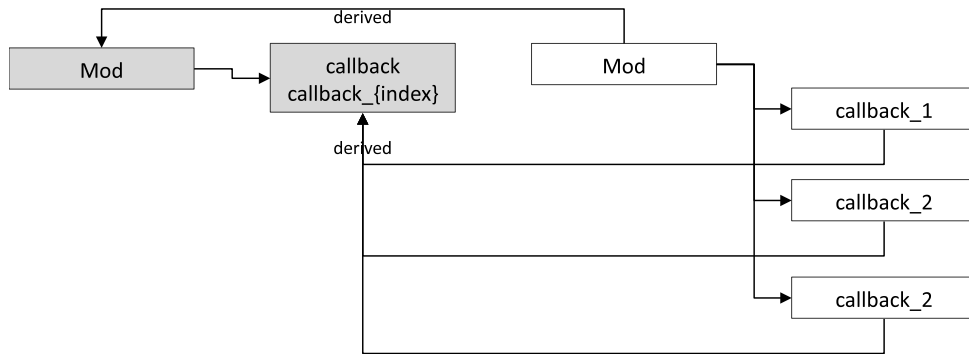 derived
Mod
callback
callback_{index}
Mod
callback_1
derived
callback_2
callback_2